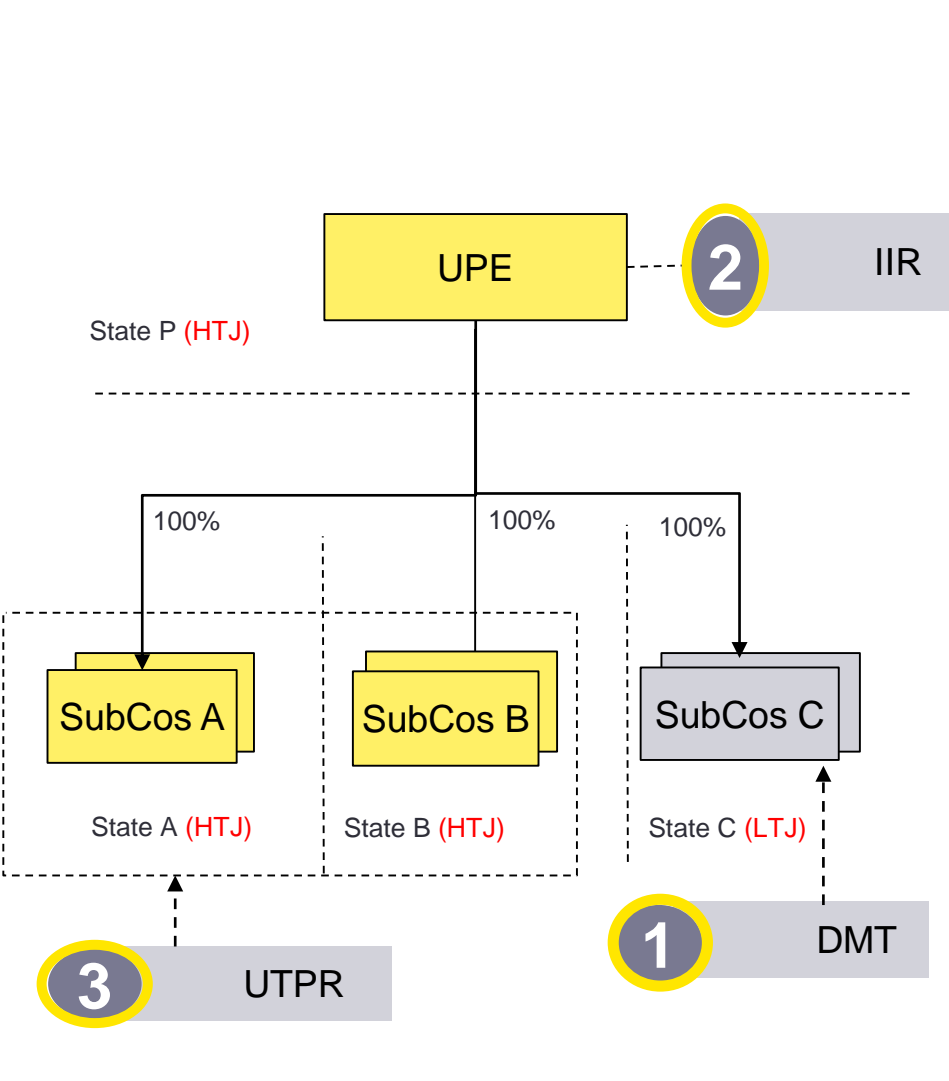 UPE
2
IIR
State P (HTJ)
100%
100%
100%
SubCos A
SubCos B
SubCos C
State A (HTJ)
State B (HTJ)
State C (LTJ)
1
DMT
3
UTPR